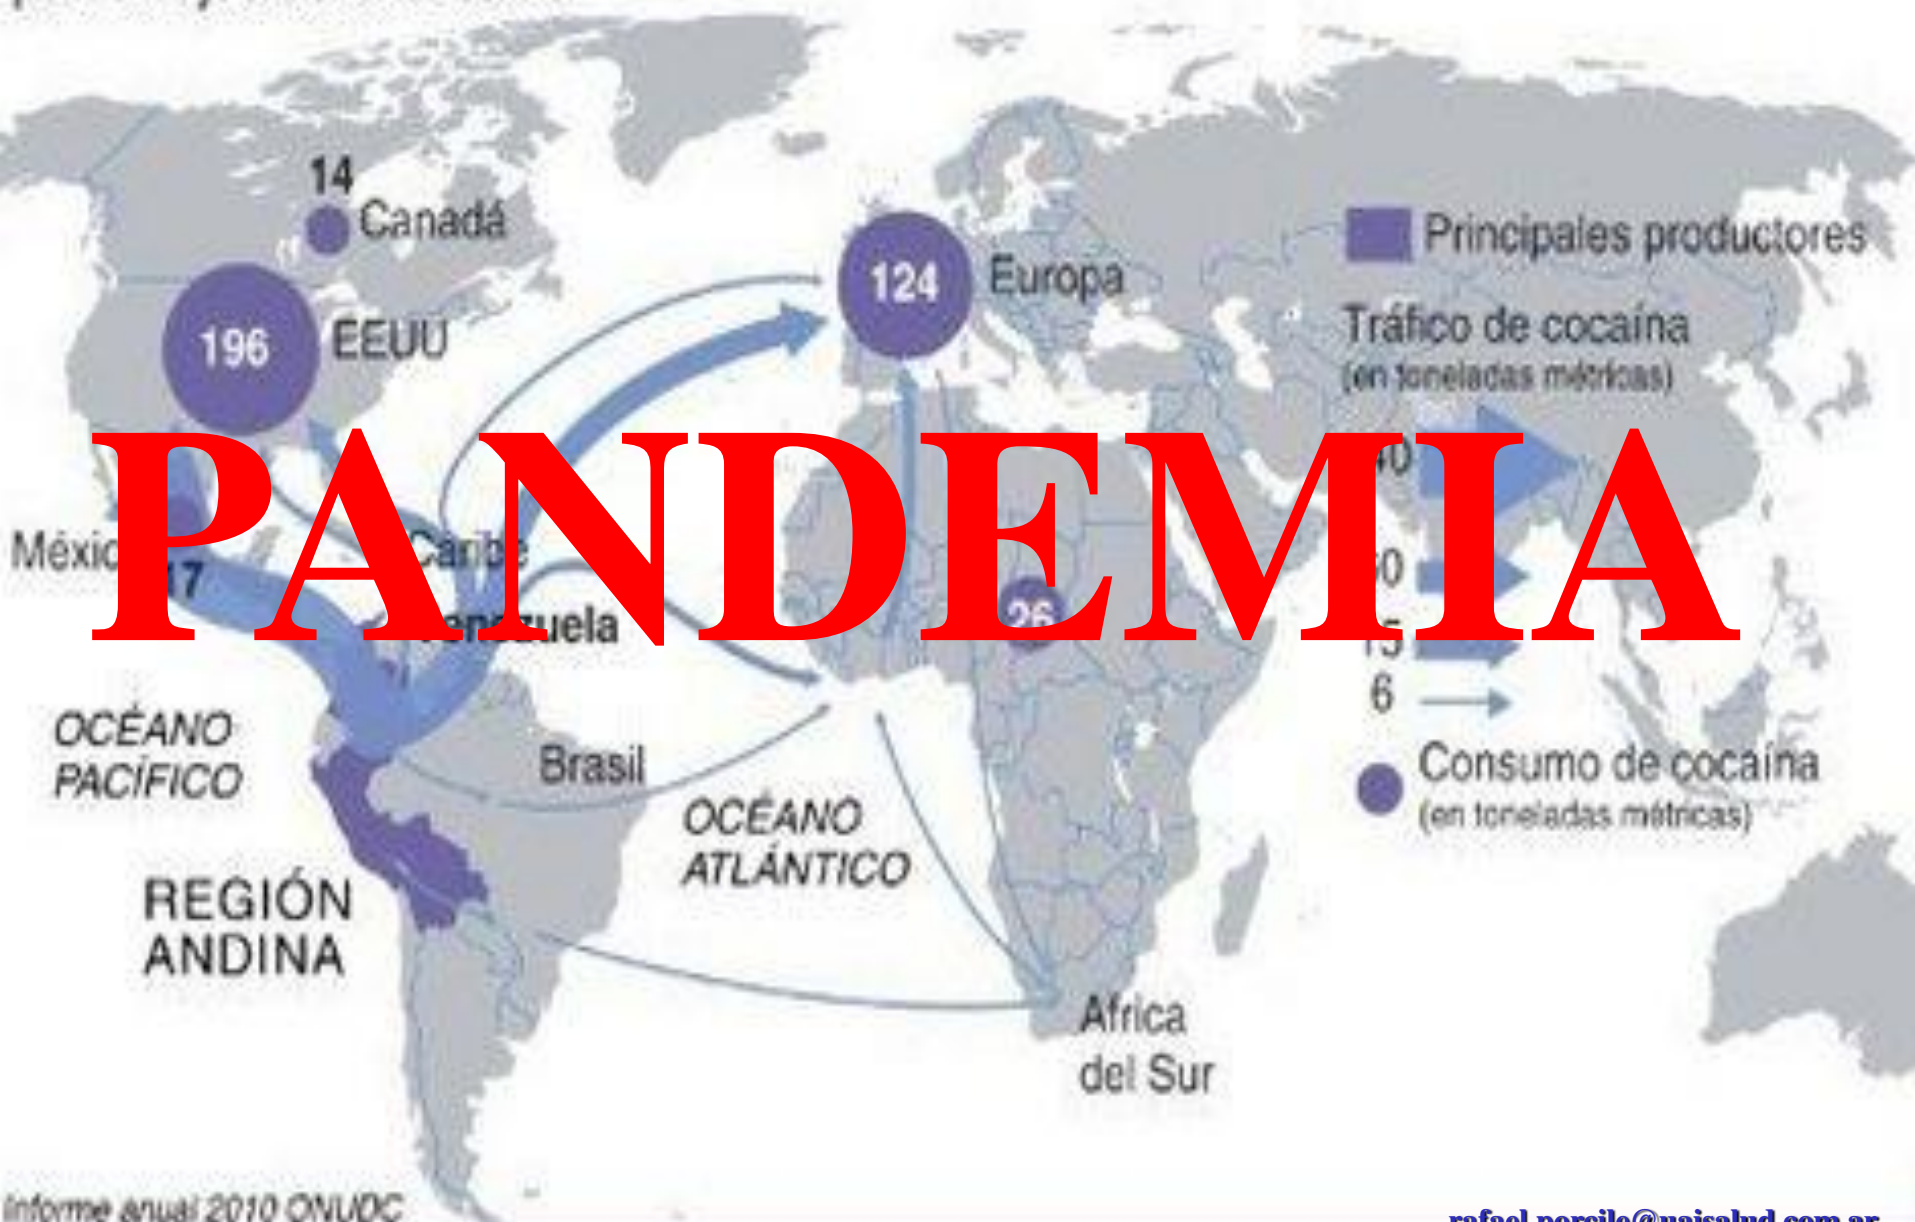 14
Canadá
Principales productores
124
Europa
196
EEUU
Tráfico de cocaína
(en toneladas métricas)
PANDEMIA
Caribe
26
6
OCÉANO
PACÍFICO
Brasil
Consumo de cocaína
(en toneladas métricas)
OCÉANO
ATLÁNTICO
REGIÓN
ANDINA
Africa
del Sur
Informe anual 2010 ONUDC